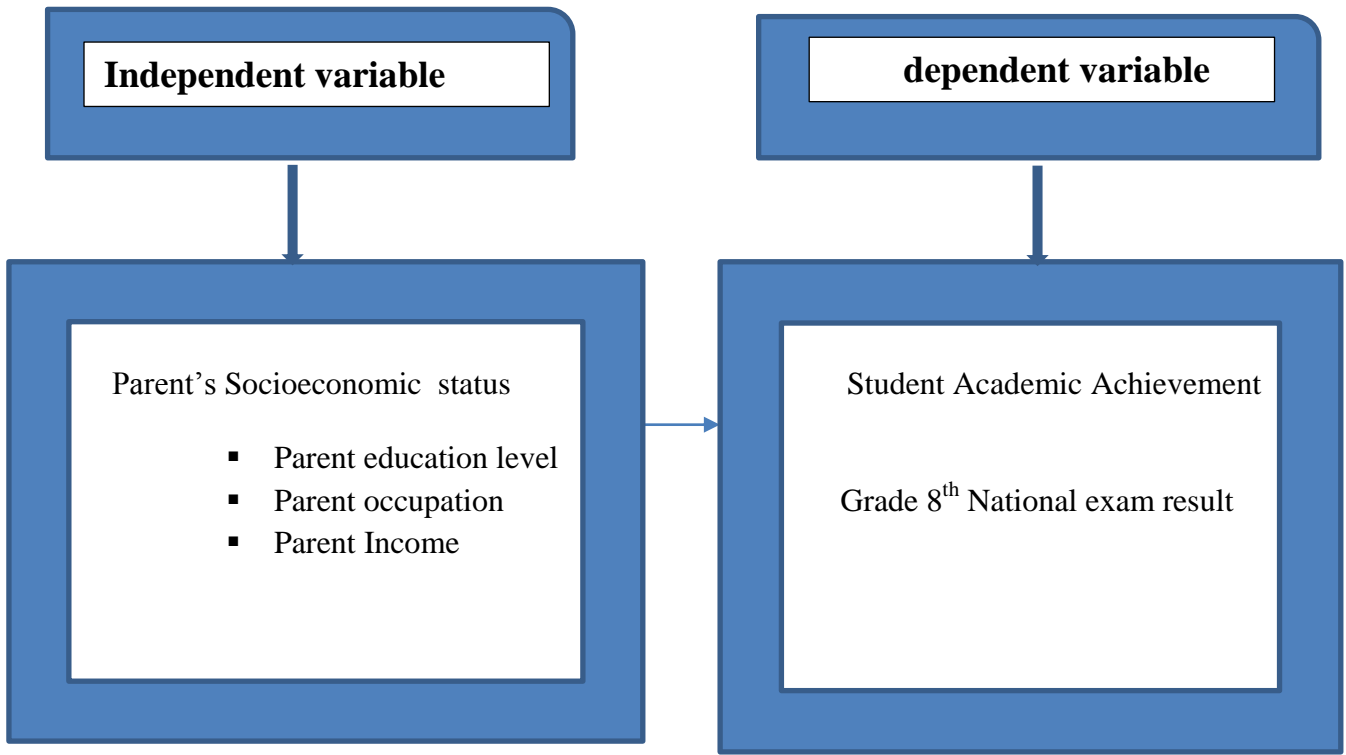 Independent variable
dependent variable
Parent’s Socioeconomic status
▪ Parent education level
▪ Parent occupation
▪ Parent Income
Student Academic Achievement
Grade 8th National exam result